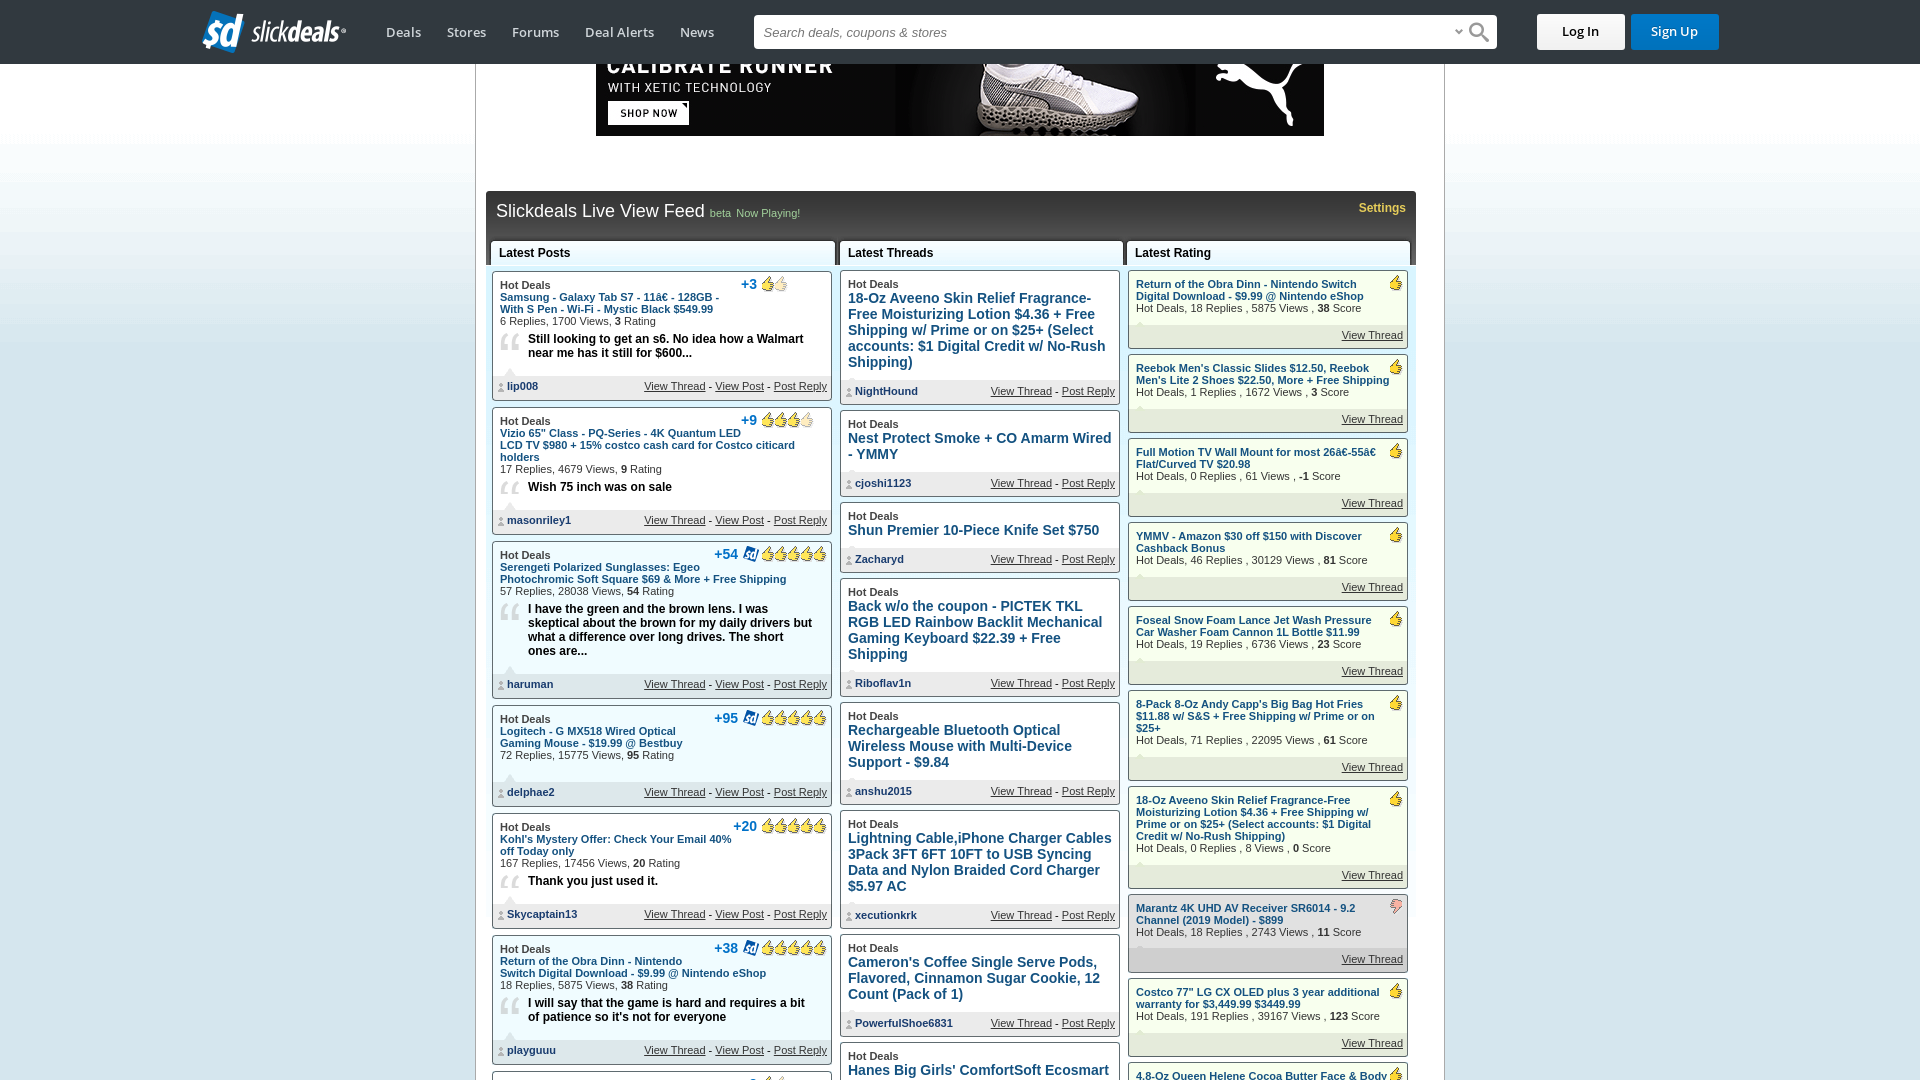 slickdeals
Deals
Stores
Forums
Deal Alerts
News
Search deals, coupons & stores
Log In
Sign Up
CALIBRATE RUNNER
WITH XETIC TECHNOLOGY
SHOP NOW
Slickdeals Live View Feed beta Now Playing!
Settings
Latest Posts
Hot Deals
+3
Samsung - Galaxy Tab S7 - 11â€ - 128GB -
With S Pen - Wi-Fi - Mystic Black $549.99
6 Replies, 1700 Views, 3 Rating
Still looking to get an s6. No idea how a Walmart
near me has it still for $600...
lip008
View Thread - View Post - Post Reply
Hot Deals
+9
Vizio 65" Class - PQ-Series - 4K Quantum LED
LCD TV $980 + 15% costco cash card for Costco citicard
holders
17 Replies, 4679 Views, 9 Rating
Wish 75 inch was on sale
masonriley1
View Thread - View Post - Post Reply
Hot Deals
+54
Serengeti Polarized Sunglasses: Egeo
Photochromic Soft Square $69 & More + Free Shipping
57 Replies, 28038 Views, 54 Rating
I have the green and the brown lens. I was
skeptical about the brown for my daily drivers but
what a difference over long drives. The short
ones are...
haruman
View Thread - View Post - Post Reply
Hot Deals
+95
Logitech - G MX518 Wired Optical
Gaming Mouse - $19.99 @ Bestbuy
72 Replies, 15775 Views, 95 Rating
delphae2
View Thread - View Post - Post Reply
Hot Deals
+20
Kohl's Mystery Offer: Check Your Email 40%
off Today only
167 Replies, 17456 Views, 20 Rating
Thank you just used it.
Skycaptain13
View Thread - View Post - Post Reply
Hot Deals
+38
Return of the Obra Dinn - Nintendo
Switch Digital Download - $9.99 @ Nintendo eShop
18 Replies, 5875 Views, 38 Rating
I will say that the game is hard and requires a bit
of patience so it's not for everyone
playguuu
View Thread - View Post - Post Reply
Latest Threads
Hot Deals
18-Oz Aveeno Skin Relief Fragrance-
Free Moisturizing Lotion $4.36 + Free
Shipping w/ Prime or on $25+ (Select
accounts: $1 Digital Credit w/ No-Rush
Shipping)
NightHound
View Thread - Post Reply
Hot Deals
Nest Protect Smoke + CO Amarm Wired
- YMMY
cjoshi1123
View Thread - Post Reply
Hot Deals
Shun Premier 10-Piece Knife Set $750
Zacharyd
View Thread - Post Reply
Hot Deals
Back w/o the coupon - PICTEK TKL
RGB LED Rainbow Backlit Mechanical
Gaming Keyboard $22.39 + Free
Shipping
Riboflav1n
View Thread - Post Reply
Hot Deals
Rechargeable Bluetooth Optical
Wireless Mouse with Multi-Device
Support - $9.84
anshu2015
View Thread - Post Reply
Hot Deals
Lightning Cable,iPhone Charger Cables
3Pack 3FT 6FT 10FT to USB Syncing
Data and Nylon Braided Cord Charger
$5.97 AC
xecutionkrk
View Thread - Post Reply
Hot Deals
Cameron's Coffee Single Serve Pods,
Flavored, Cinnamon Sugar Cookie, 12
Count (Pack of 1)
PowerfulShoe6831
View Thread - Post Reply
Hot Deals
Hanes Big Girls' ComfortSoft Ecosmart
Latest Rating
Return of the Obra Dinn - Nintendo Switch
Digital Download - $9.99 @ Nintendo eShop
Hot Deals, 18 Replies , 5875 Views , 38 Score
View Thread
Reebok Men's Classic Slides $12.50, Reebok
Men's Lite 2 Shoes $22.50, More + Free Shipping
Hot Deals, 1 Replies , 1672 Views , 3 Score
View Thread
Full Motion TV Wall Mount for most 26â€-55â€
Flat/Curved TV $20.98
Hot Deals, 0 Replies , 61 Views , -1 Score
View Thread
YMMV - Amazon $30 off $150 with Discover
Cashback Bonus
Hot Deals, 46 Replies , 30129 Views , 81 Score
View Thread
Foseal Snow Foam Lance Jet Wash Pressure
Car Washer Foam Cannon 1L Bottle $11.99
Hot Deals, 19 Replies , 6736 Views , 23 Score
View Thread
8-Pack 8-Oz Andy Capp's Big Bag Hot Fries
$11.88 w/ S&S + Free Shipping w/ Prime or on
$25+
Hot Deals, 71 Replies , 22095 Views , 61 Score
View Thread
18-Oz Aveeno Skin Relief Fragrance-Free
Moisturizing Lotion $4.36 + Free Shipping w/
Prime or on $25+ (Select accounts: $1 Digital
Credit w/ No-Rush Shipping)
Hot Deals, 0 Replies , 8 Views , 0 Score
View Thread
Marantz 4K UHD AV Receiver SR6014 - 9.2
Channel (2019 Model) - $899
Hot Deals, 18 Replies , 2743 Views , 11 Score
View Thread
Costco 77" LG CX OLED plus 3 year additional
warranty for $3,449.99 $3449.99
Hot Deals, 191 Replies , 39167 Views , 123 Score
View Thread
4.8-Oz Queen Helene Cocoa Butter Face & Body